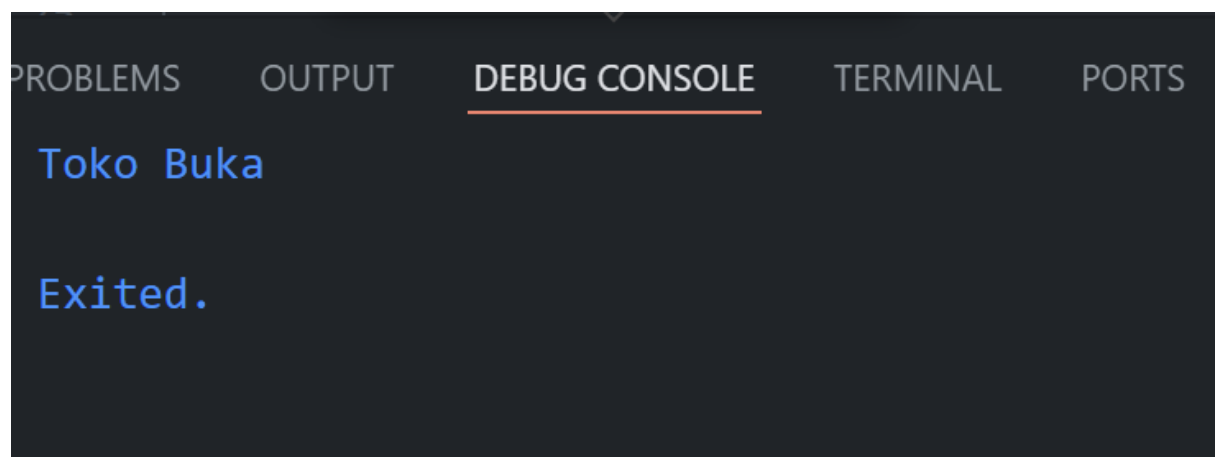 PROBLEMS OUTPUT DEBUG CONSOLE TERMINAL PORTS
Toko Buka
Exited.